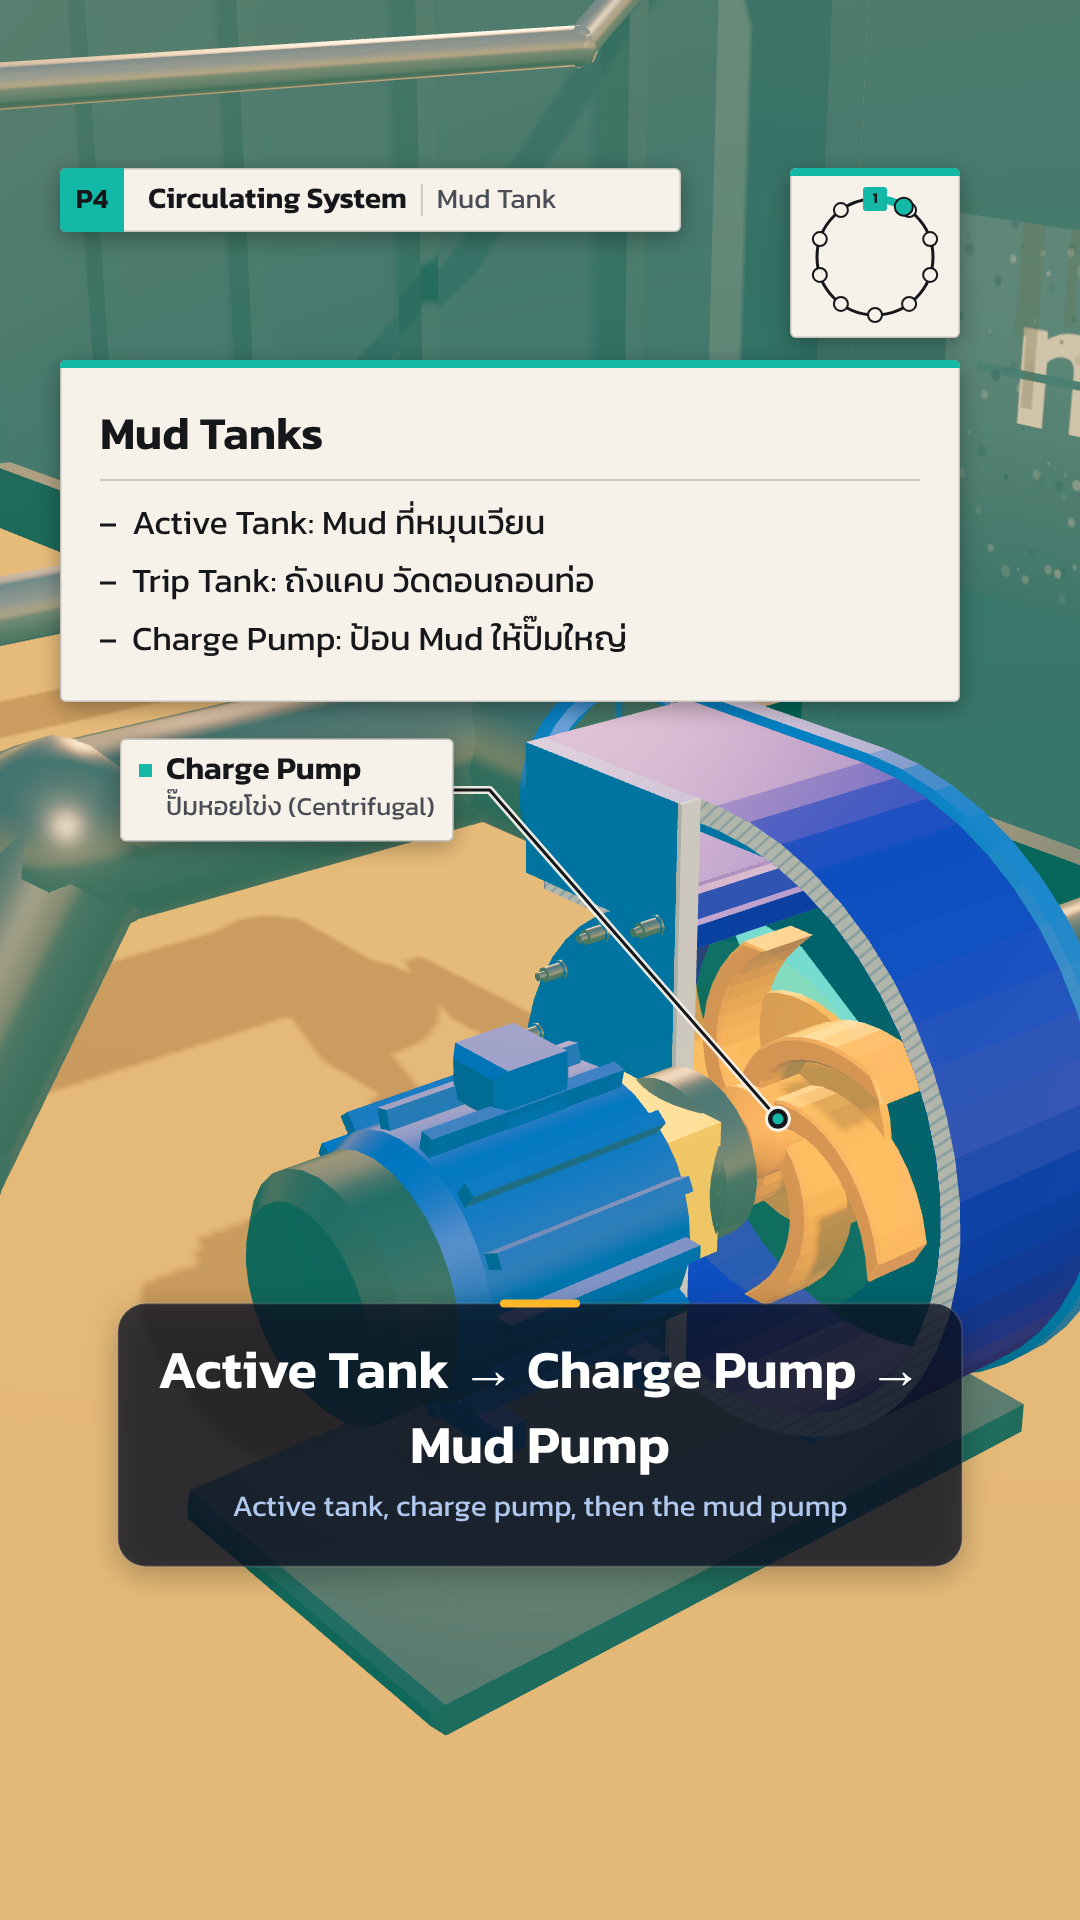 P4 Circulating System | Mud Tank
1
Mud Tanks
– Active Tank: Mud ที่หมุนเวียน
– Trip Tank: ถังแคบ วัดตอนถอนท่อ
– Charge Pump: ป้อน Mud ให้ปั๊มใหญ่
Charge Pump
ปั๊มหอยโข่ง (Centrifugal)
Active Tank → Charge Pump →
Mud Pump
Active tank, charge pump, then the mud pump